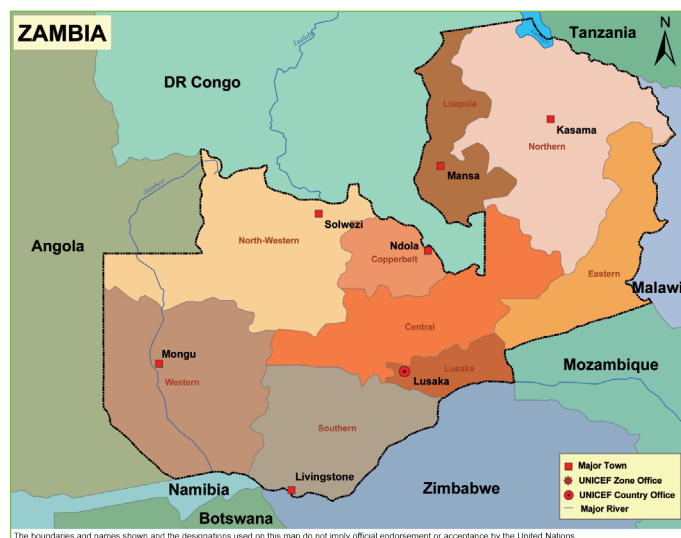 ZAMBIA
N
Tanzania
DR Congo
Lualaba
Luapula
Kasama
Northern
Mansa
Zambezi
Solwezi
North-Western
Ndola
Copperbelt
Angola
Eastern
Malawi
Central
Mongu
Western
Mozambique
Lusaka
Lusaka
Southern
Livingstone
Namibia
Zimbabwe
Botswana
Major Town
UNICEF Zone Office
UNICEF Country Office
Major River
The boundaries and names shown and the designations used on this map do not imply official endorsement or acceptance by the United Nations